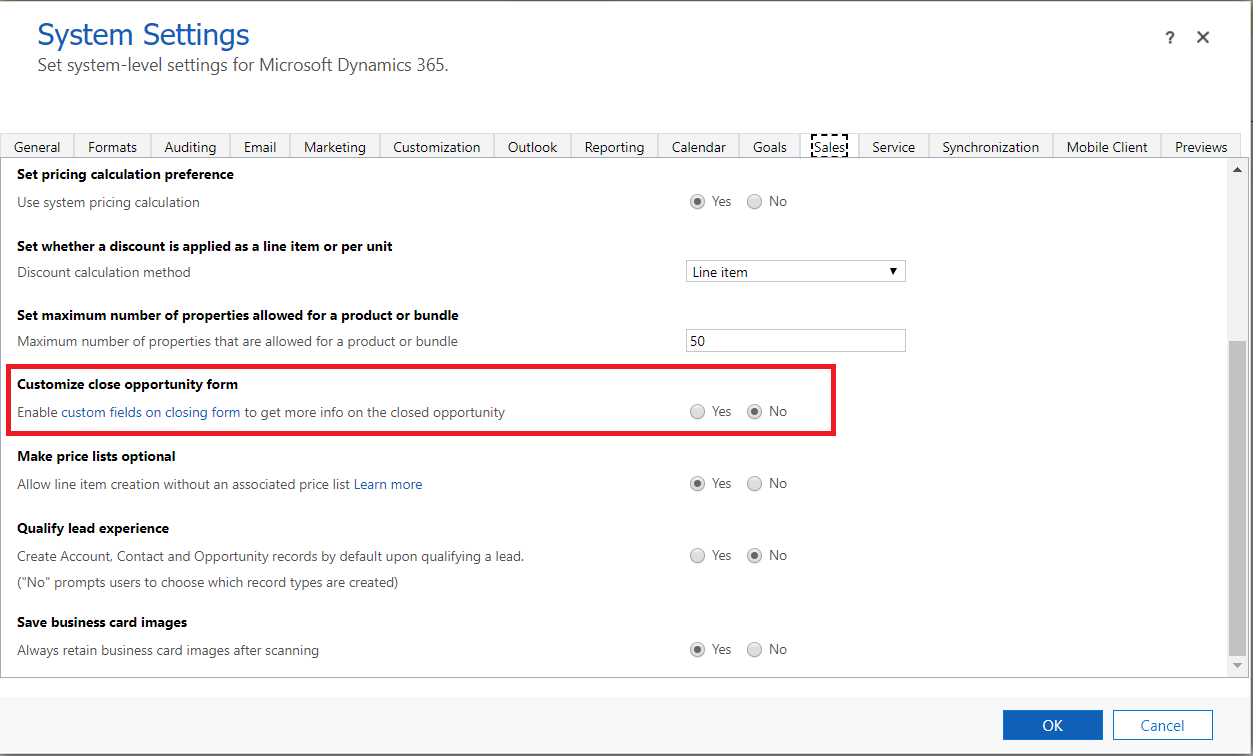 System Settings
Set system-level settings for Microsoft Dynamics 365.
?
General Formats Auditing Email Marketing Customization Outlook Reporting Calendar Goals Sales Service Synchronization Mobile Client Previews
Set pricing calculation preference
Use system pricing calculation Yes No
Set whether a discount is applied as a line item or per unit
Discount calculation method Line item
Set maximum number of properties allowed for a product or bundle
Maximum number of properties that are allowed for a product or bundle 50
Customize close opportunity form
Enable custom fields on closing form to get more info on the closed opportunity Yes No
Make price lists optional
Allow line item creation without an associated price list Learn more Yes No
Qualify lead experience
Create Account, Contact and Opportunity records by default upon qualifying a lead. Yes No
("No" prompts users to choose which record types are created)
Save business card images
Always retain business card images after scanning Yes No
OK Cancel